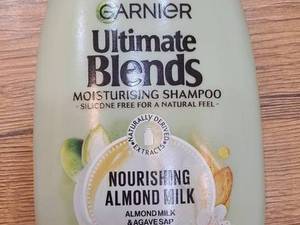 GARNIER
Ultimate
Blends
MOISTURISING SHAMPOO
- SILICONE FREE FOR A NATURAL FEEL -
NATURALLY DERIVED
EXTRACTS
NOURISHING
ALMOND MILK
ALMOND MILK
& AGAVE SAP